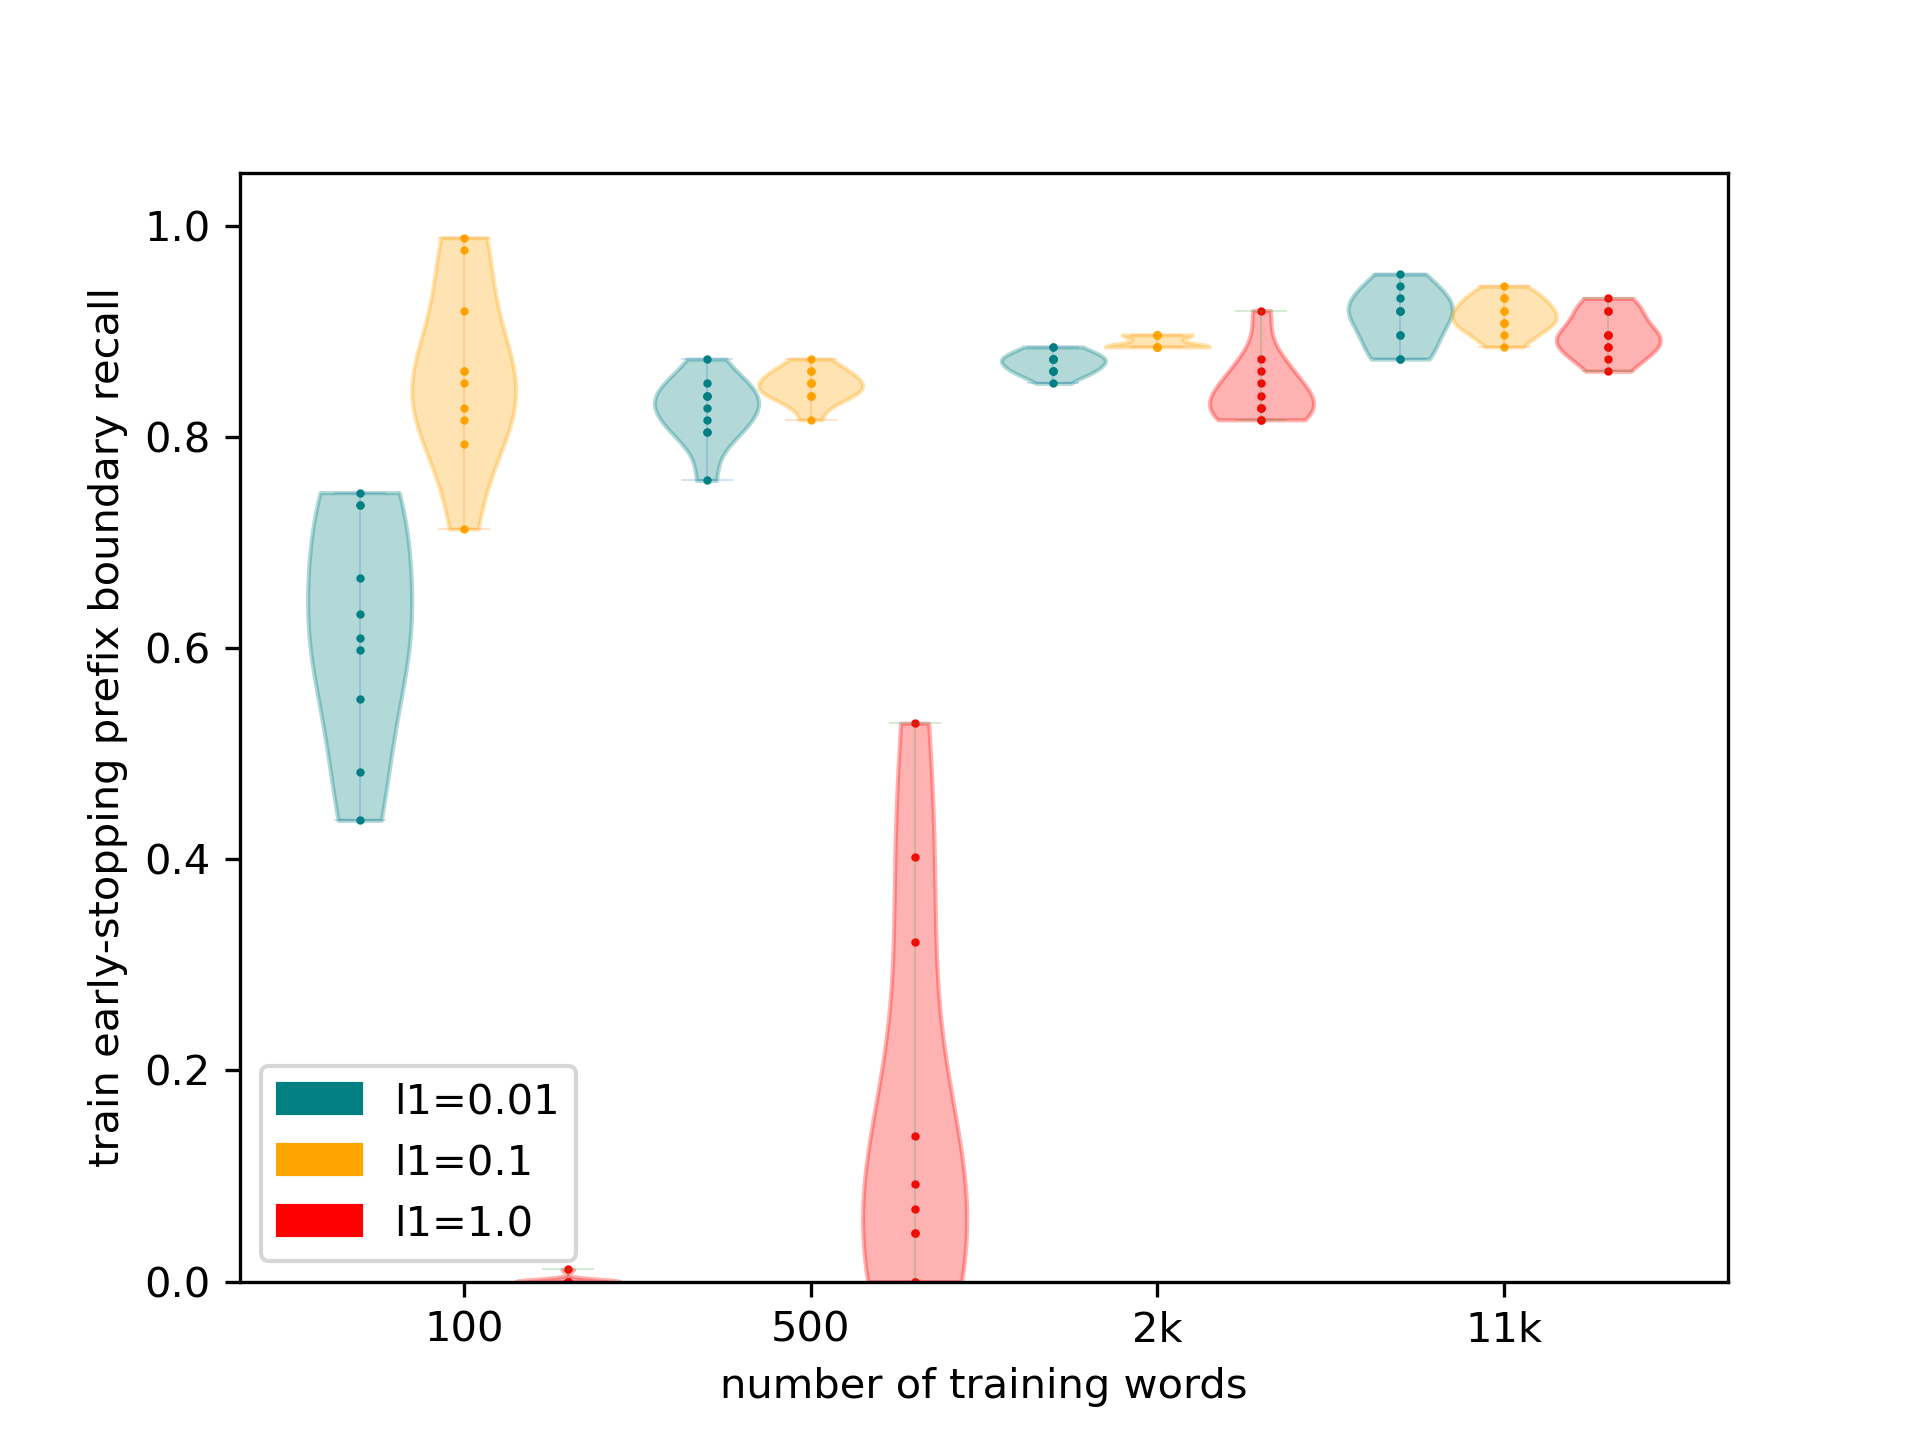 train early-stopping prefix boundary recall
1.0
0.8
0.6
0.4
0.2
0.0
l1=0.01
l1=0.1
l1=1.0
100 500 2k 11k
number of training words